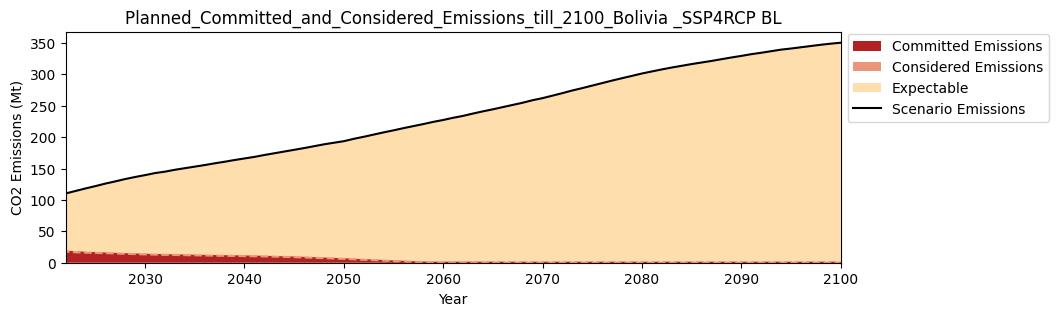 Planned_Committed_and_Considered_Emissions_till_2100_Bolivia _SSP4RCP BL
350
300
250
200
150
100
50
0
CO2 Emissions (Mt)
2030 2040 2050 2060 2070 2080 2090 2100
Year
Committed Emissions
Considered Emissions
Expectable
Scenario Emissions